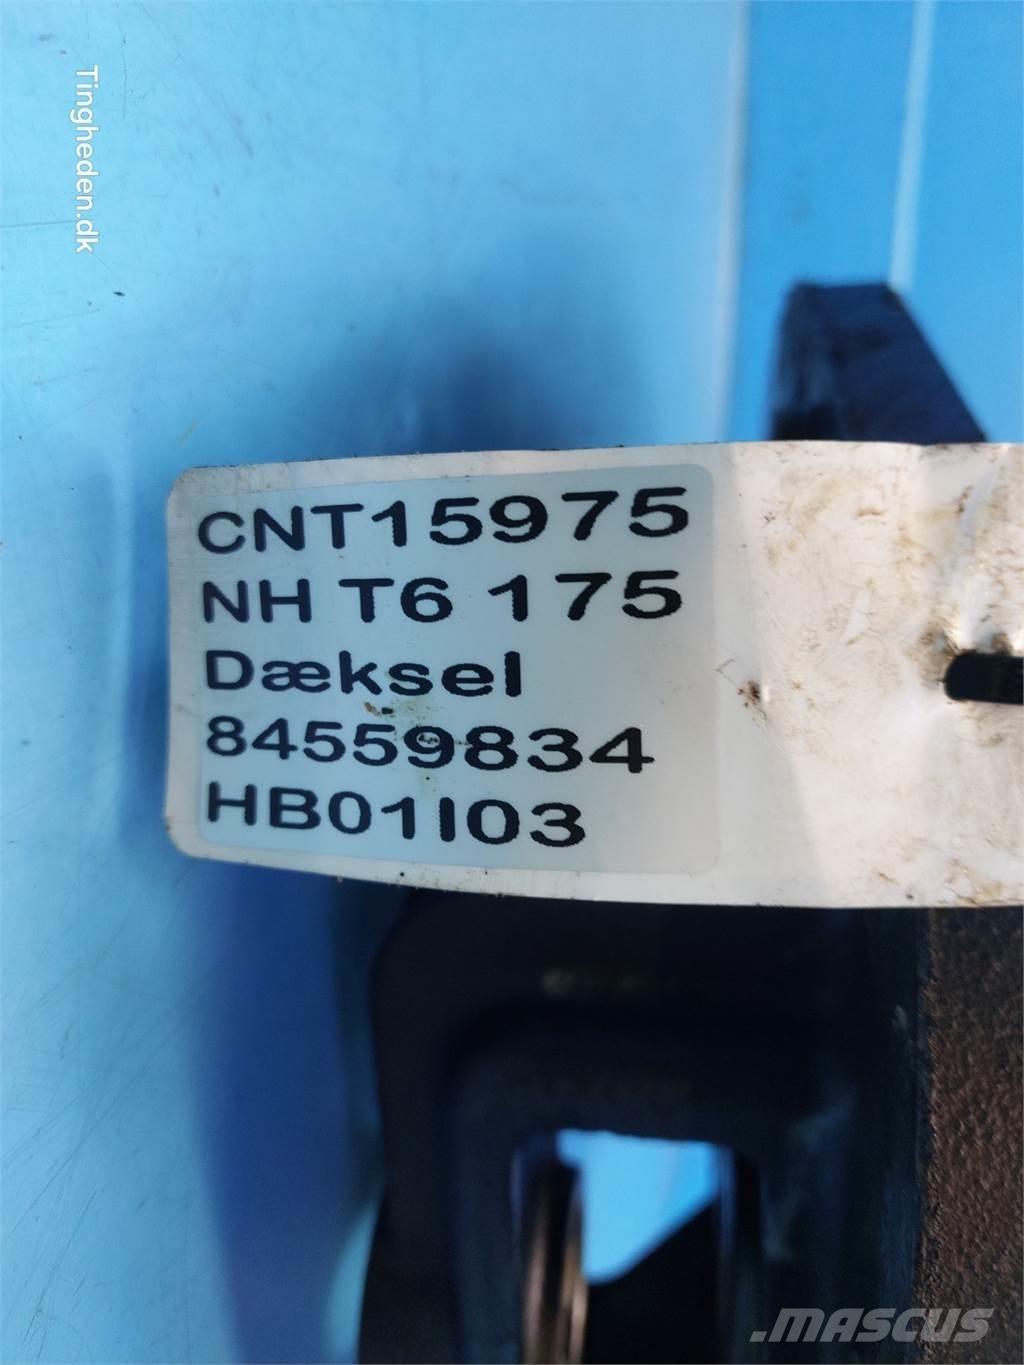 Tingheden.dk
CNT15975
NH T6 175
Dæksel
84559834
HB01I03
.MASCUS